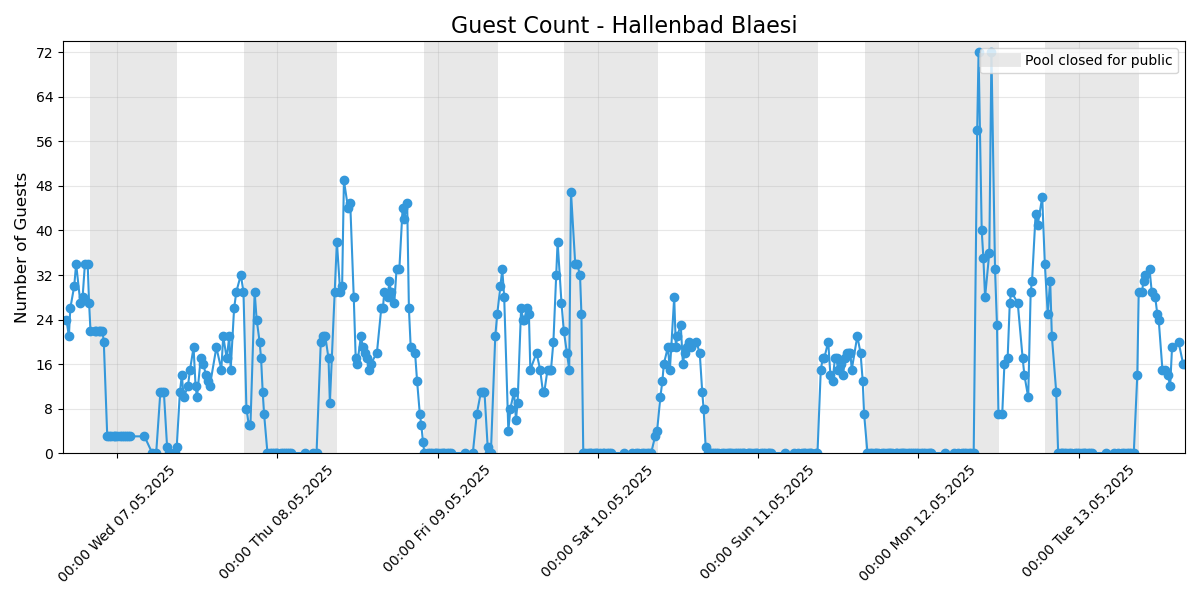 Guest Count - Hallenbad Blaesi
Pool closed for public
Number of Guests
72
64
56
48
40
32
24
16
8
0
00:00 Wed 07.05.2025
00:00 Thu 08.05.2025
00:00 Fri 09.05.2025
00:00 Sat 10.05.2025
00:00 Sun 11.05.2025
00:00 Mon 12.05.2025
00:00 Tue 13.05.2025